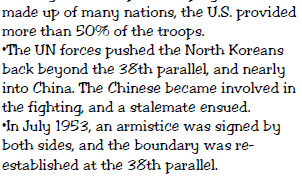 made up of many nations, the U.S. provided
more than 50% of the troops.
•The UN forces pushed the North Koreans
back beyond the 38th parallel, and nearly
into China. The Chinese became involved in
the fighting, and a stalemate ensued.
•In July 1953, an armistice was signed by
both sides, and the boundary was re-
established at the 38th parallel.